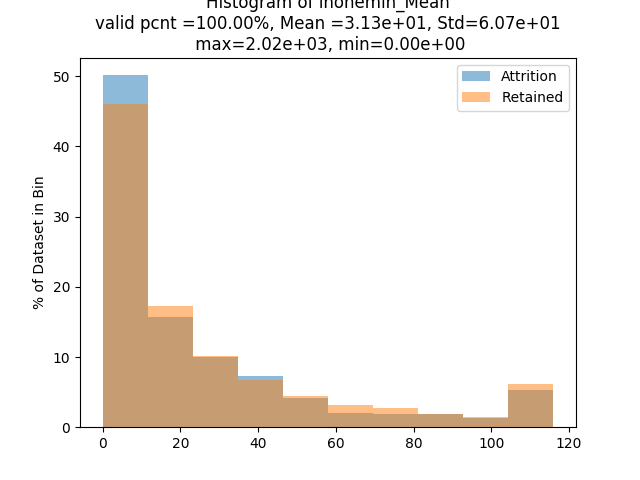 Histogram of inonemin_Mean
valid pcnt =100.00%, Mean =3.13e+01, Std=6.07e+01
max=2.02e+03, min=0.00e+00
Attrition
Retained
% of Dataset in Bin
50
40
30
20
10
0
0 20 40 60 80 100 120